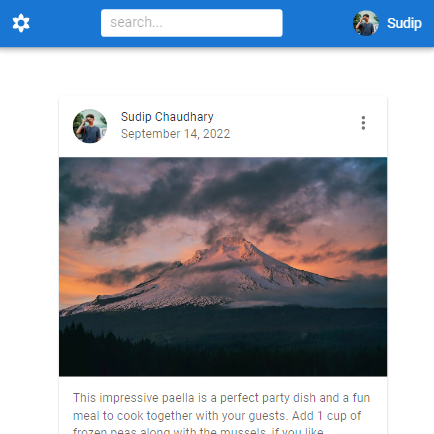 search...
Sudip
Sudip Chaudhary
September 14, 2022
This impressive paella is a perfect party dish and a fun
meal to cook together with your guests. Add 1 cup of
frozen peas along with the mussels, if you like.